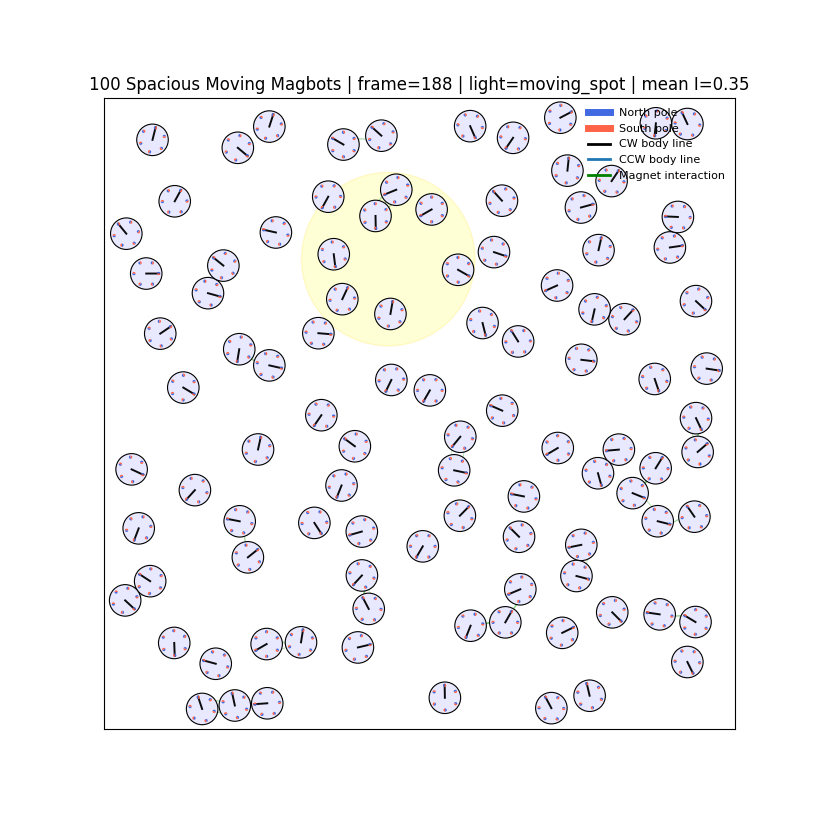 100 Spacious Moving Magbots | frame=188 | light=moving_spot | mean I=0.35
North pole
South pole
CW body line
CCW body line
Magnet interaction